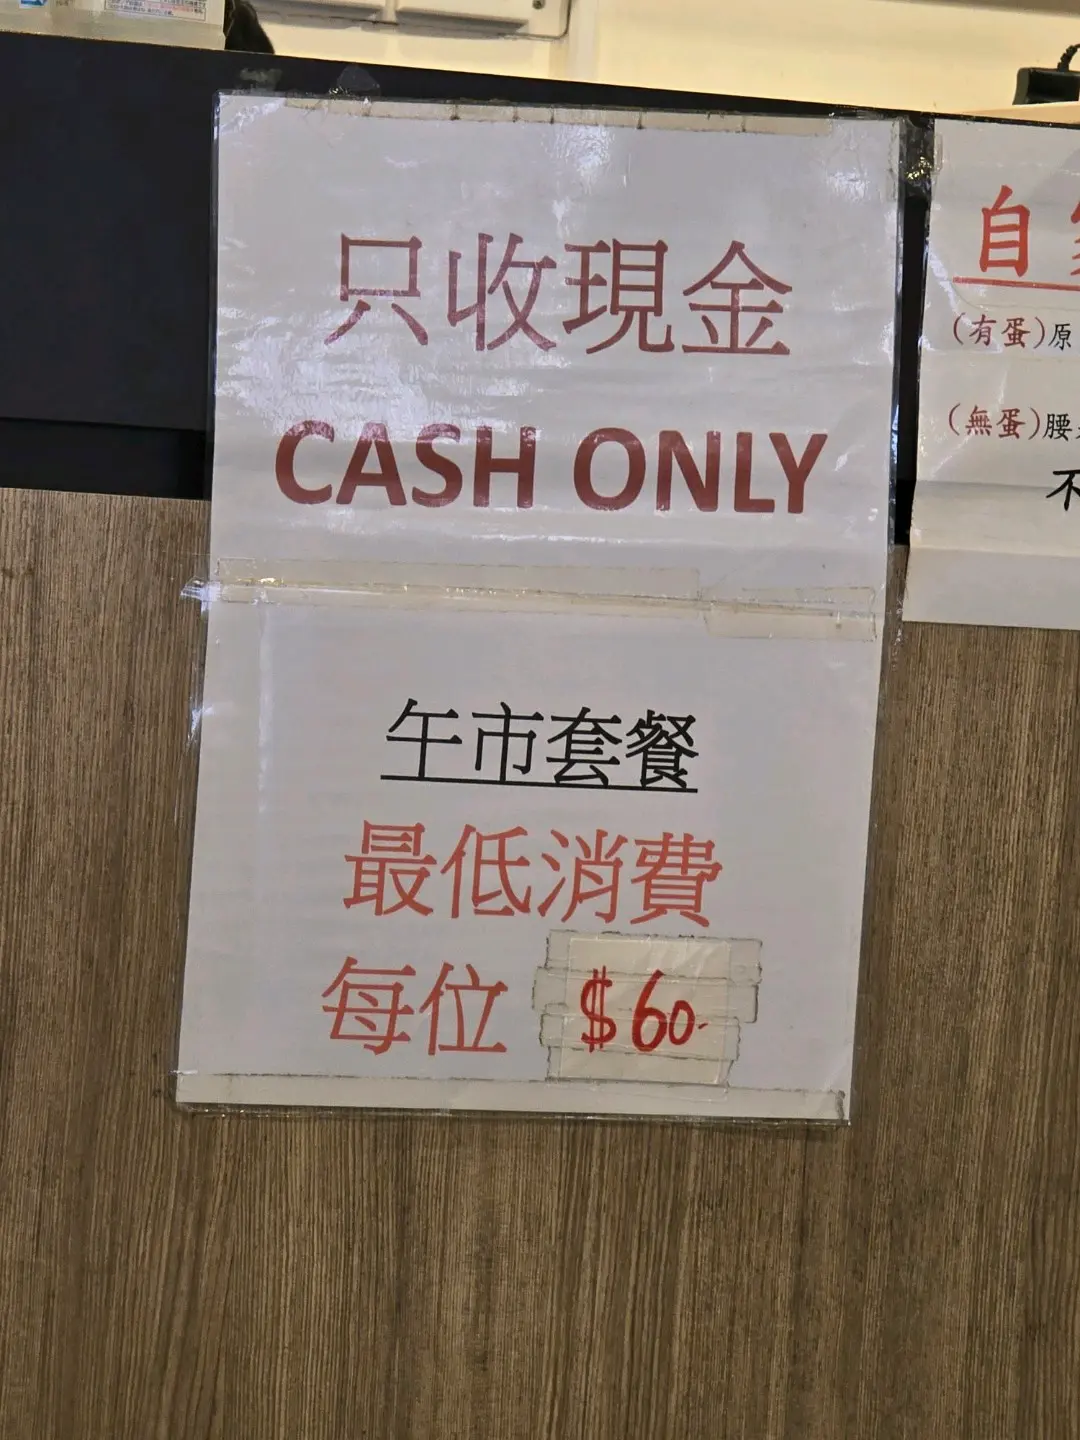 只收現金
CASH ONLY
午市套餐
最低消費
每位 $60.-
自
(有蛋)原
(無蛋)腰
不